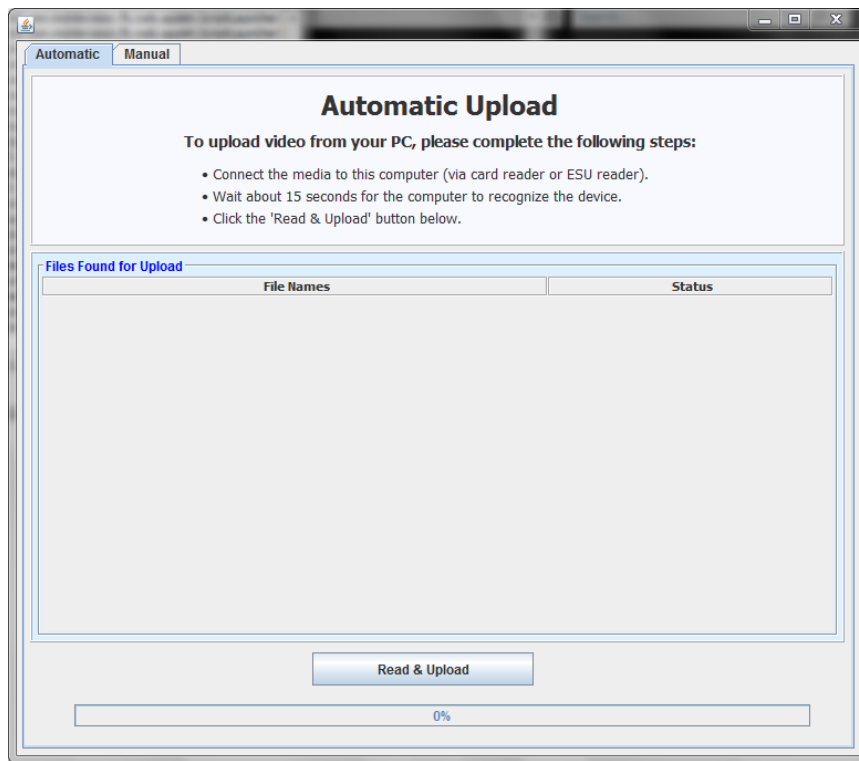 Automatic Manual
Automatic Upload
To upload video from your PC, please complete the following steps:
• Connect the media to this computer (via card reader or ESU reader).
• Wait about 15 seconds for the computer to recognize the device.
• Click the 'Read & Upload' button below.
Files Found for Upload
File Names Status
Read & Upload
0%